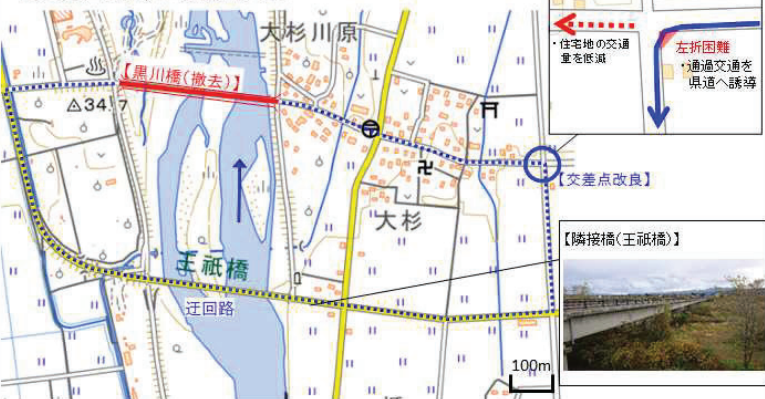 大杉川原
【黒川橋(撤去)】
・住宅地の交通
量を低減
左折困難
・通過交通を
県道へ誘導
34.7
【交差点改良】
大杉
【隣接橋(王祇橋)】
王祇橋
迂回路
100m